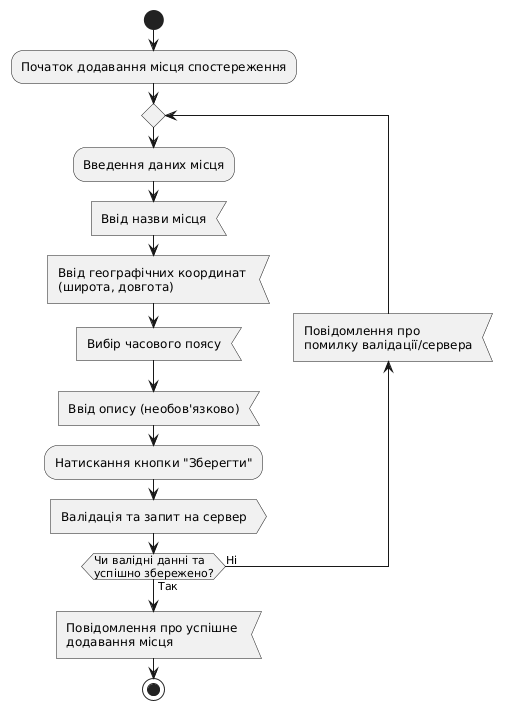 Початок додавання місця спостереження
Введення даних місця
Ввід назви місця
Ввід географічних координат
(широта, довгота)
Вибір часового поясу
Повідомлення про
помилку валідації/сервера
Ввід опису (необов'язково)
Натискання кнопки "Зберегти"
Валідація та запит на сервер
Чи валідні данні та
успішно збережено?
Ні
Так
Повідомлення про успішне
додавання місця